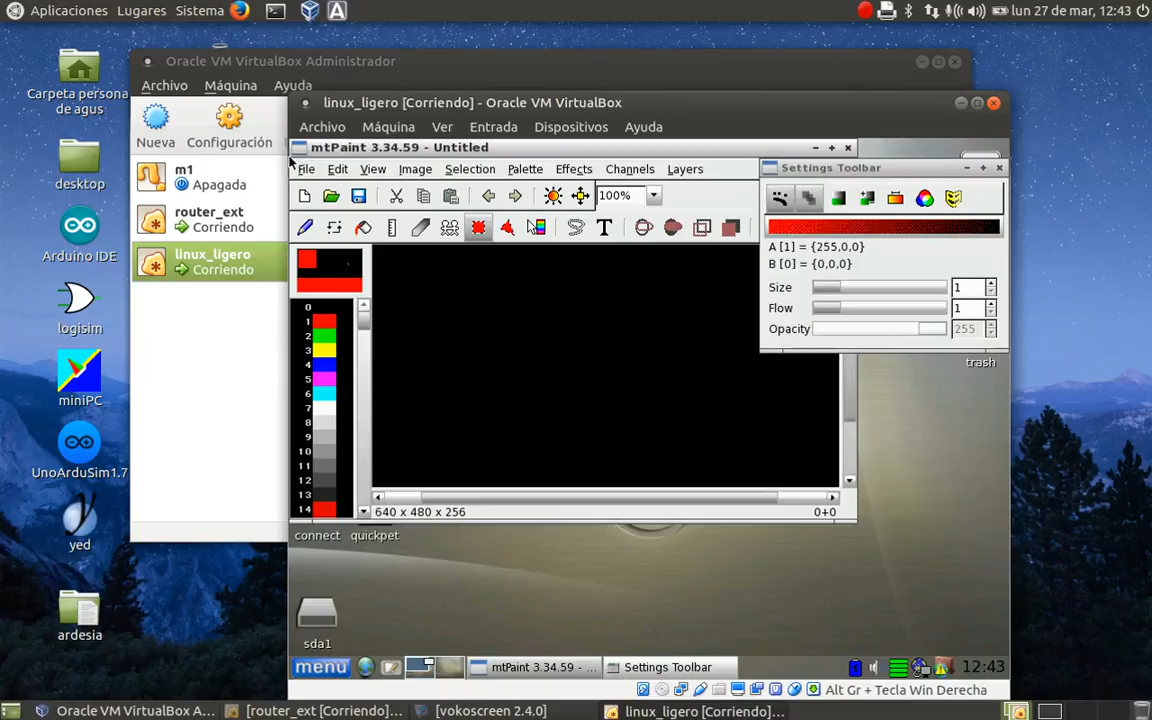 Aplicaciones Lugares Sistema lun 27 de mar, 12:43
Carpeta persona
de agus
desktop
Arduino IDE
logisim
miniPC
UnoArduSim1.7
yed
ardesia
Oracle VM VirtualBox Administrador
Archivo Máquina Ayuda
Nueva Configuración
m1
Apagada
router_ext
Corriendo
linux_ligero
Corriendo
linux_ligero [Corriendo] - Oracle VM VirtualBox
Archivo Máquina Ver Entrada Dispositivos Ayuda
mtPaint 3.34.59 - Untitled
File Edit View Image Selection Palette Effects Channels Layers
100%
0
1
2
3
4
5
6
7
8
9
10
11
12
13
14
640 x 480 x 256 0+0
Settings Toolbar
A [1] = {255,0,0}
B [0] = {0,0,0}
Size 1
Flow 1
Opacity 255
trash
connect quickpet
sda1
menu mtPaint 3.34.59 - ... Settings Toolbar 12:43
Alt Gr + Tecla Win Derecha
Oracle VM VirtualBox A... [router_ext [Corriendo]... [vokoscreen 2.4.0] linux_ligero [Corriendo]...